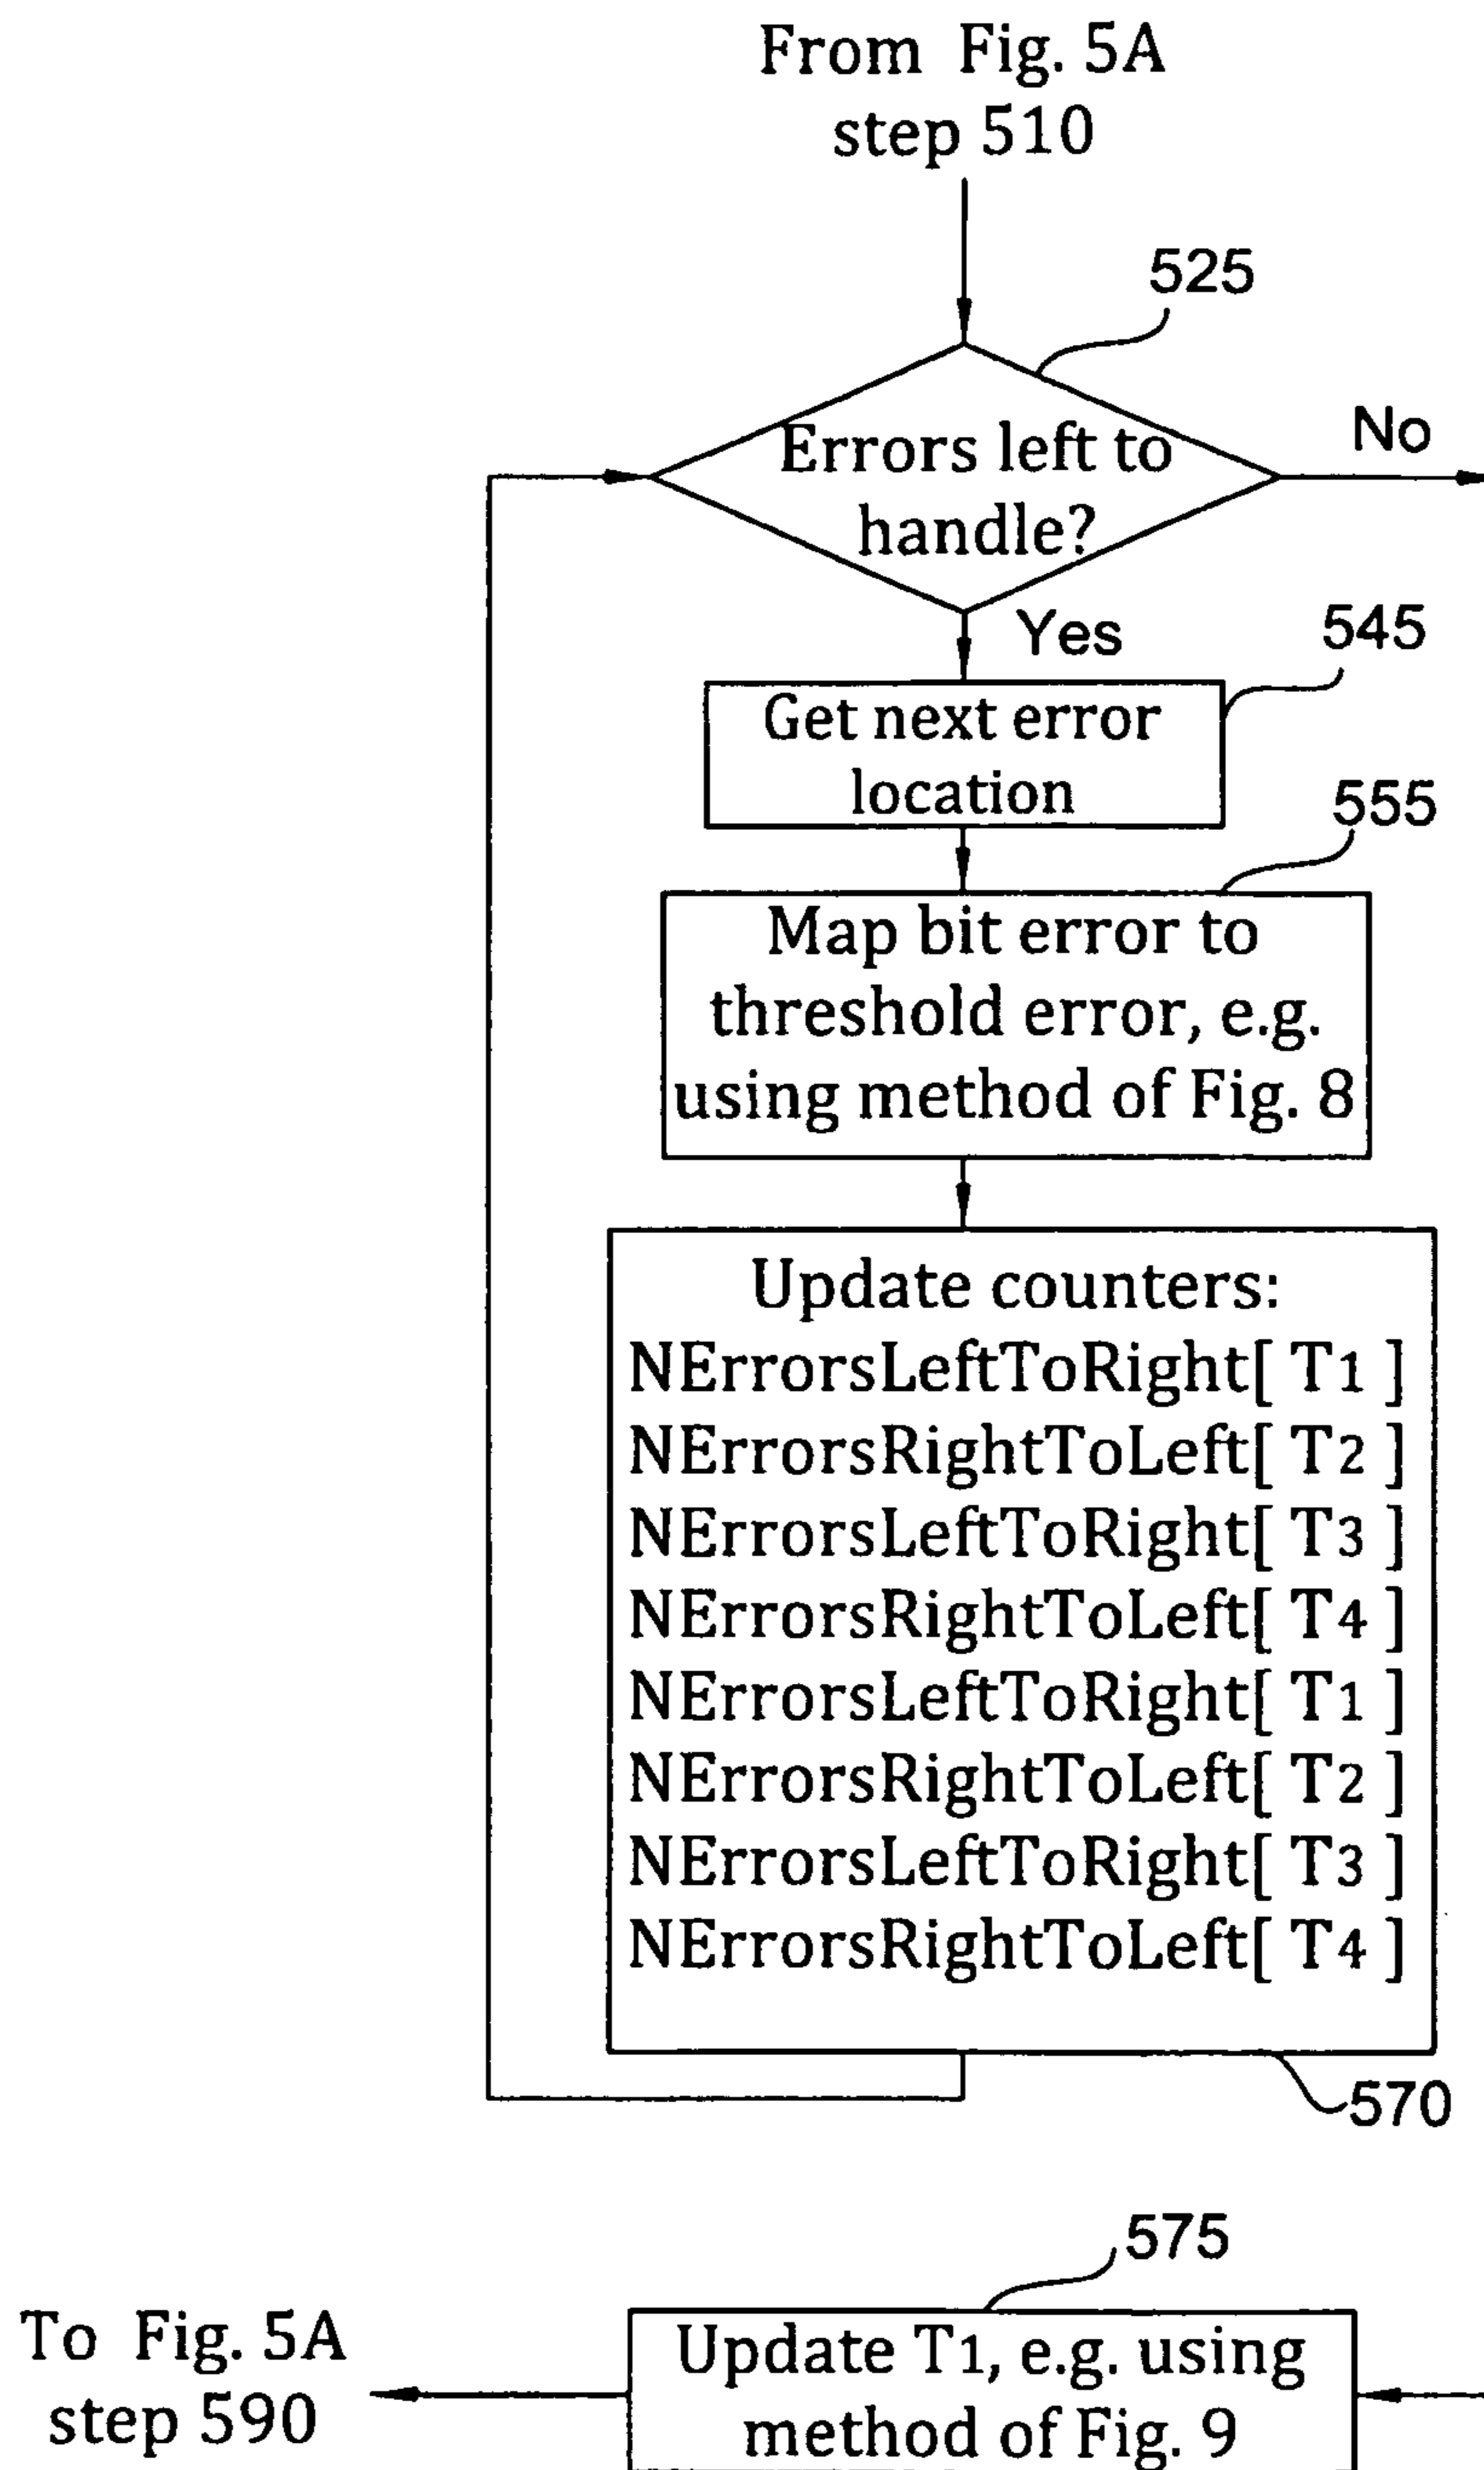 From Fig. 5A
step 510
525
Errors left to
handle?
No
Yes
545
Get next error
location
555
Map bit error to
threshold error, e.g.
using method of Fig. 8
Update counters:
NErrorsLeftToRight[ T1 ]
NErrorsRightToLeft[ T2 ]
NErrorsLeftToRight[ T3 ]
NErrorsRightToLeft[ T4 ]
NErrorsLeftToRight[ T1 ]
NErrorsRightToLeft[ T2 ]
NErrorsLeftToRight[ T3 ]
NErrorsRightToLeft[ T4 ]
570
575
To Fig. 5A
step 590
Update T1, e.g. using
method of Fig. 9